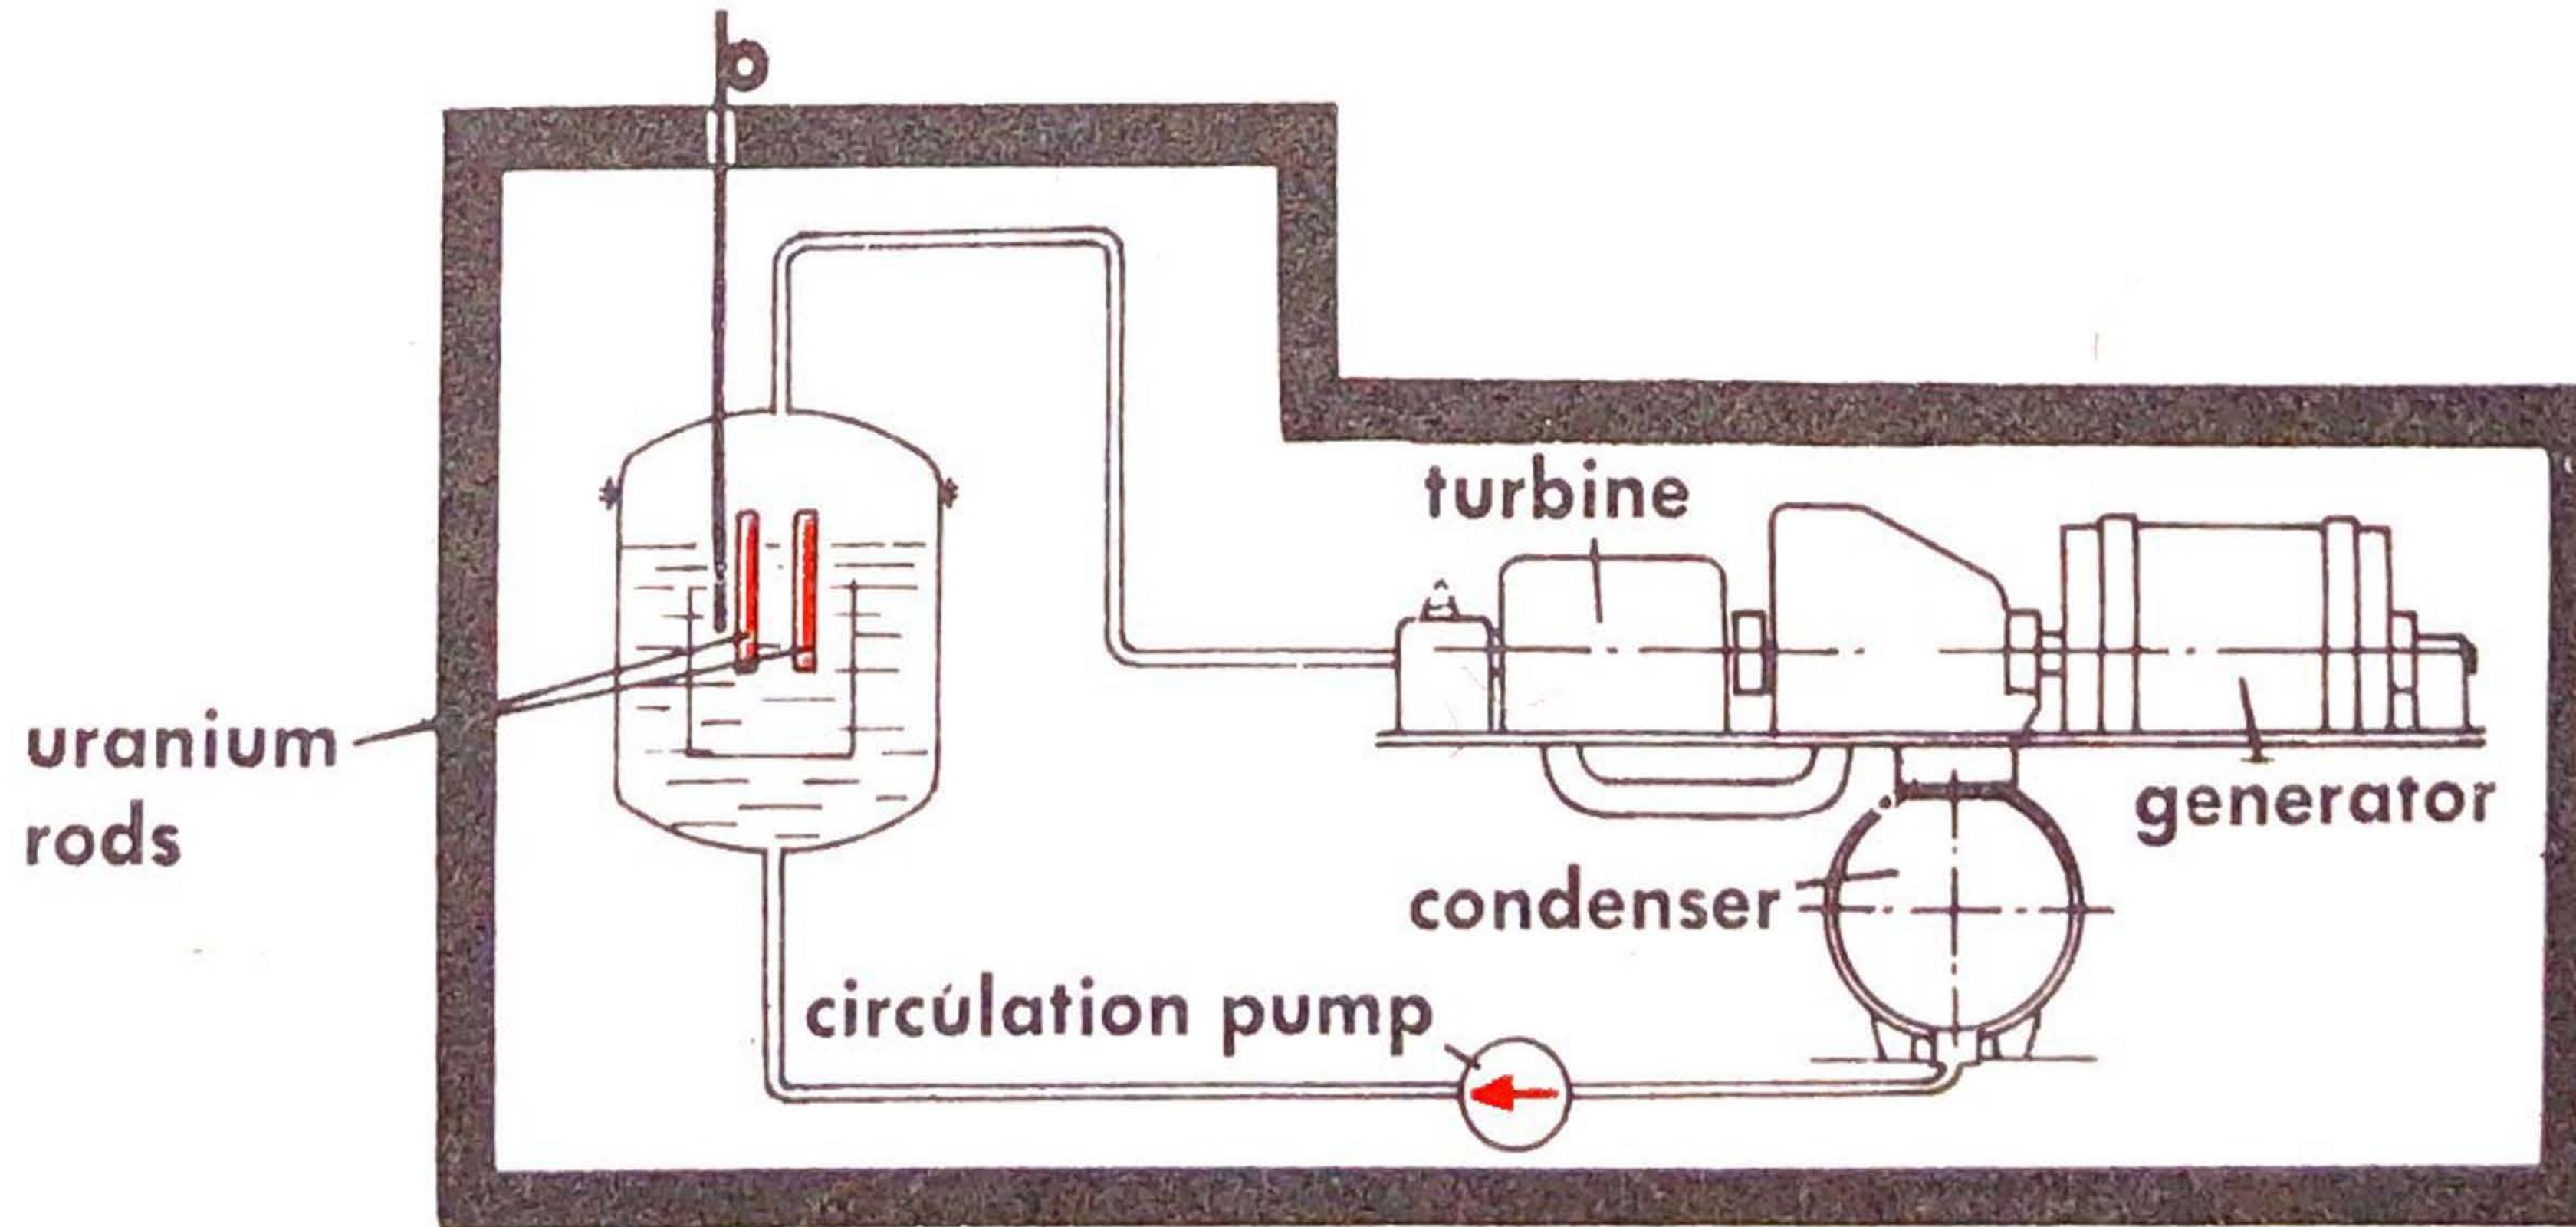 turbine
uranium
rods
generator
condenser
circulation pump